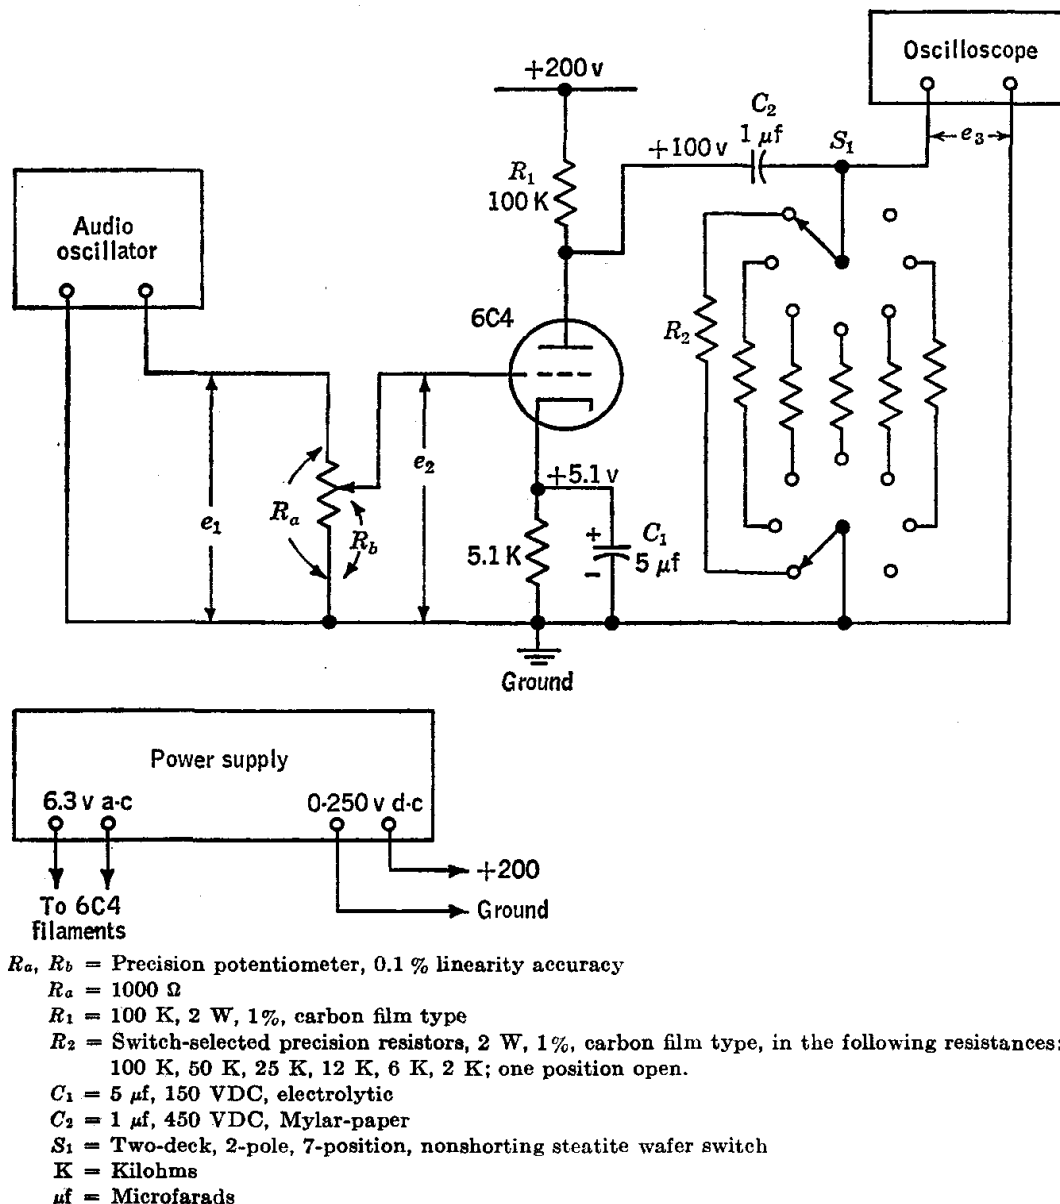 Oscilloscope
+200 v
C2
1 μf
S1
e3
+100 v
R1
100 K
Audio
oscillator
6C4
R2
e2
+5.1 v
Ra
Rb
e1
C1
5.1 K
+
5 μf
−
Ground
Power supply
6.3 v a-c
0-250 v d-c
+200
To 6C4
filaments
Ground
Ra, Rb = Precision potentiometer, 0.1 % linearity accuracy
Ra = 1000 Ω
R1 = 100 K, 2 W, 1%, carbon film type
R2 = Switch-selected precision resistors, 2 W, 1%, carbon film type, in the following resistances:
100 K, 50 K, 25 K, 12 K, 6 K, 2 K; one position open.
C1 = 5 μf, 150 VDC, electrolytic
C2 = 1 μf, 450 VDC, Mylar-paper
S1 = Two-deck, 2-pole, 7-position, nonshorting steatite wafer switch
K = Kilohms
μf = Microfarads